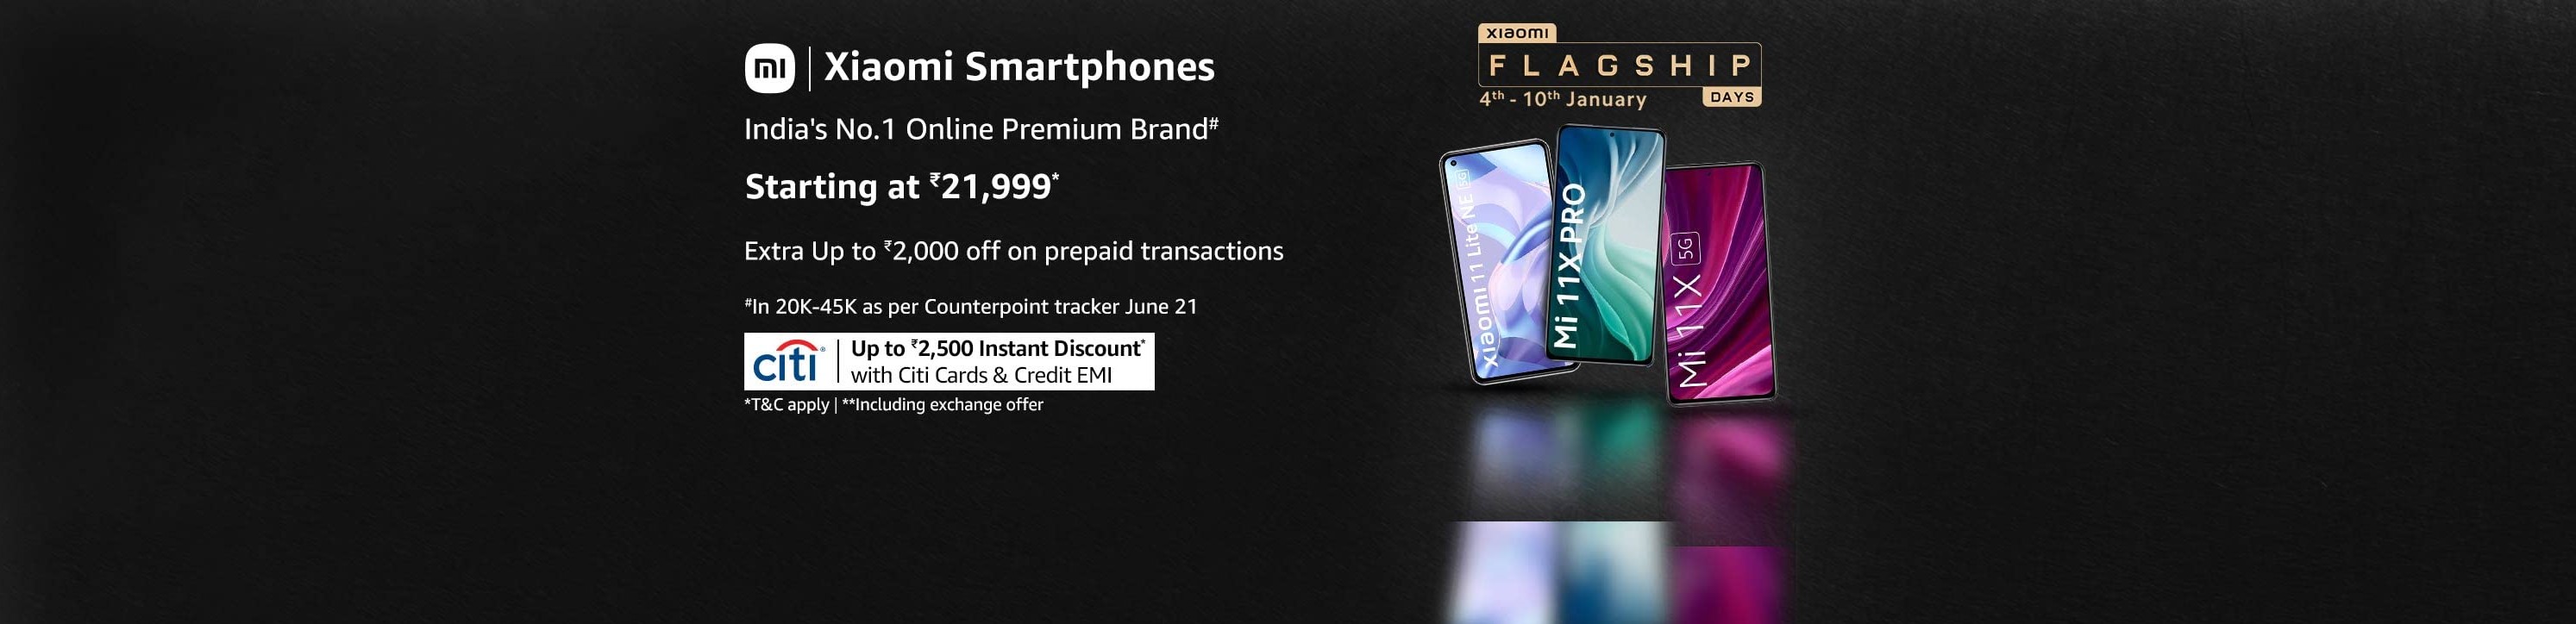 mi | Xiaomi Smartphones
India's No.1 Online Premium Brand#
Starting at ₹21,999*
Extra Up to ₹2,000 off on prepaid transactions
#In 20K-45K as per Counterpoint tracker June 21
citi® | Up to ₹2,500 Instant Discount*
with Citi Cards & Credit EMI
*T&C apply | **Including exchange offer
xiaomi
FLAGSHIP
DAYS
4th - 10th January
xiaomi 11 Lite NE 5G
Mi 11X PRO
Mi 11X 5G